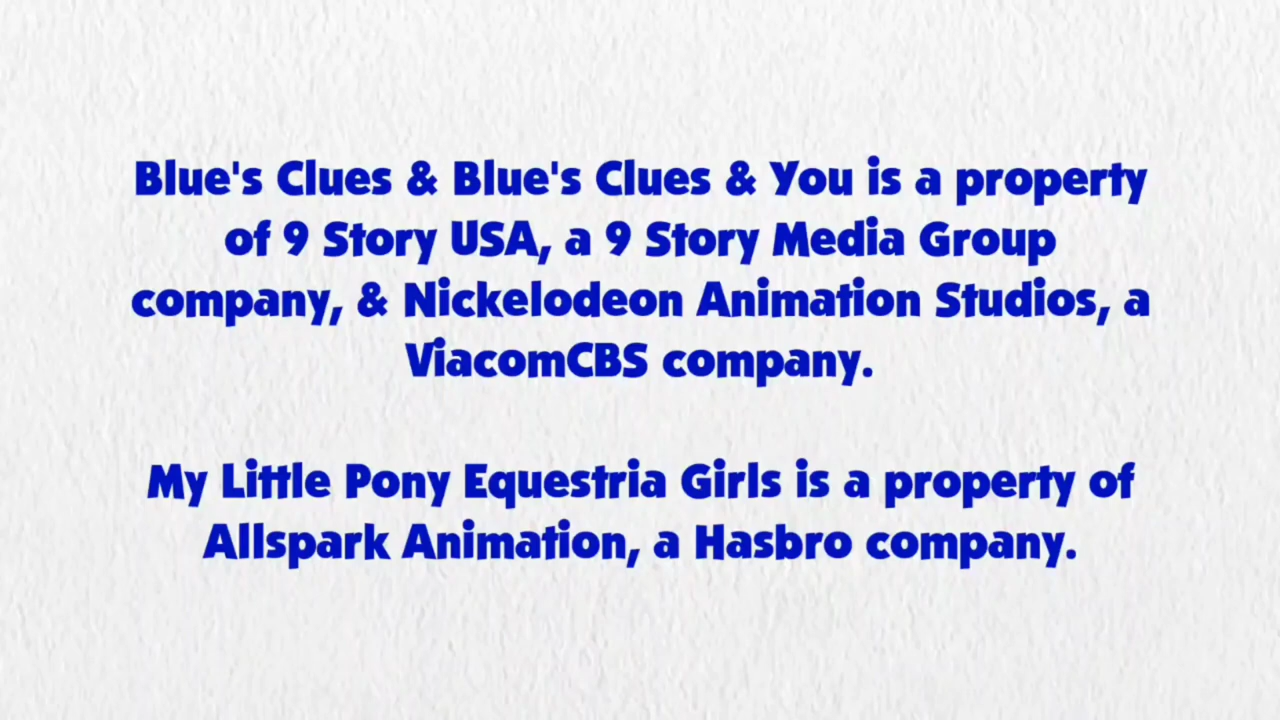 Blue's Clues & Blue's Clues & You is a property
of 9 Story USA, a 9 Story Media Group
company, & Nickelodeon Animation Studios, a
ViacomCBS company.
My Little Pony Equestria Girls is a property of
Allspark Animation, a Hasbro company.